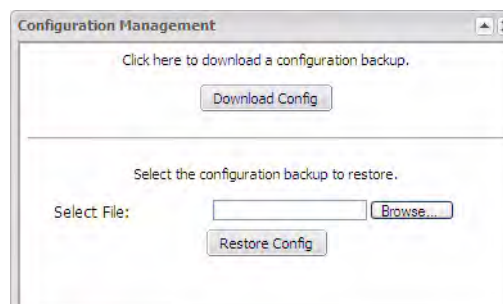 Configuration Management
Click here to download a configuration backup.
Download Config
Select the configuration backup to restore.
Select File:
Browse...
Restore Config